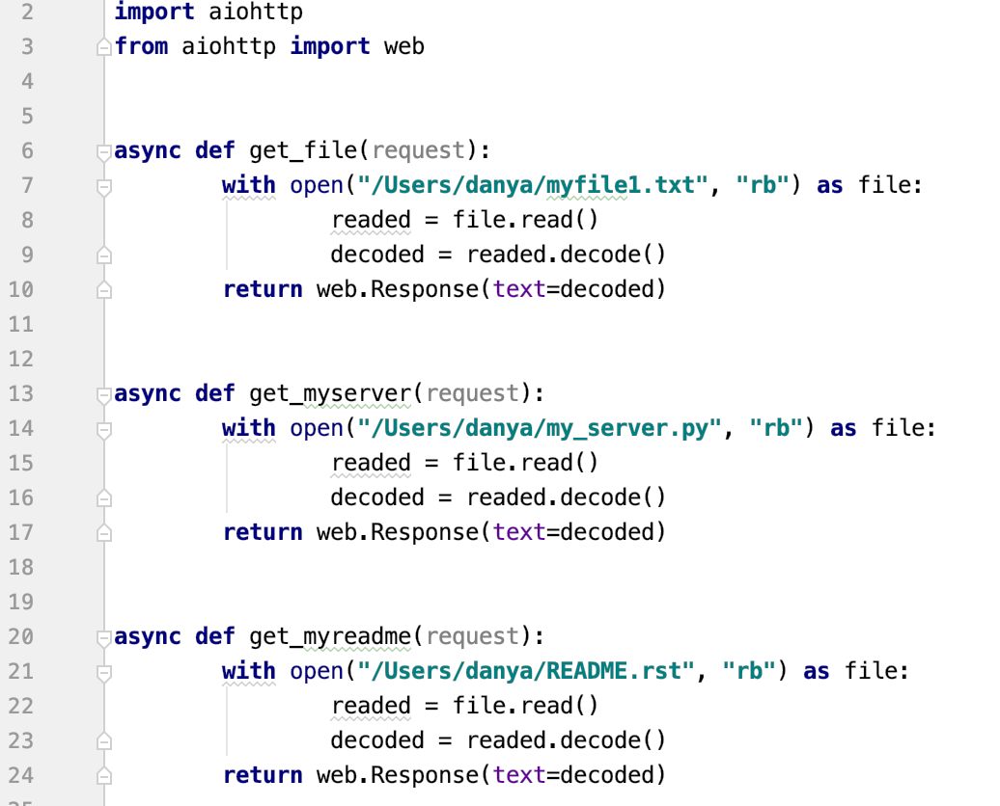 2 import aiohttp
3 from aiohttp import web
4
5
6 async def get_file(request):
7 with open("/Users/danya/myfile1.txt", "rb") as file:
8 readed = file.read()
9 decoded = readed.decode()
10 return web.Response(text=decoded)
11
12
13 async def get_myserver(request):
14 with open("/Users/danya/my_server.py", "rb") as file:
15 readed = file.read()
16 decoded = readed.decode()
17 return web.Response(text=decoded)
18
19
20 async def get_myreadme(request):
21 with open("/Users/danya/README.rst", "rb") as file:
22 readed = file.read()
23 decoded = readed.decode()
24 return web.Response(text=decoded)